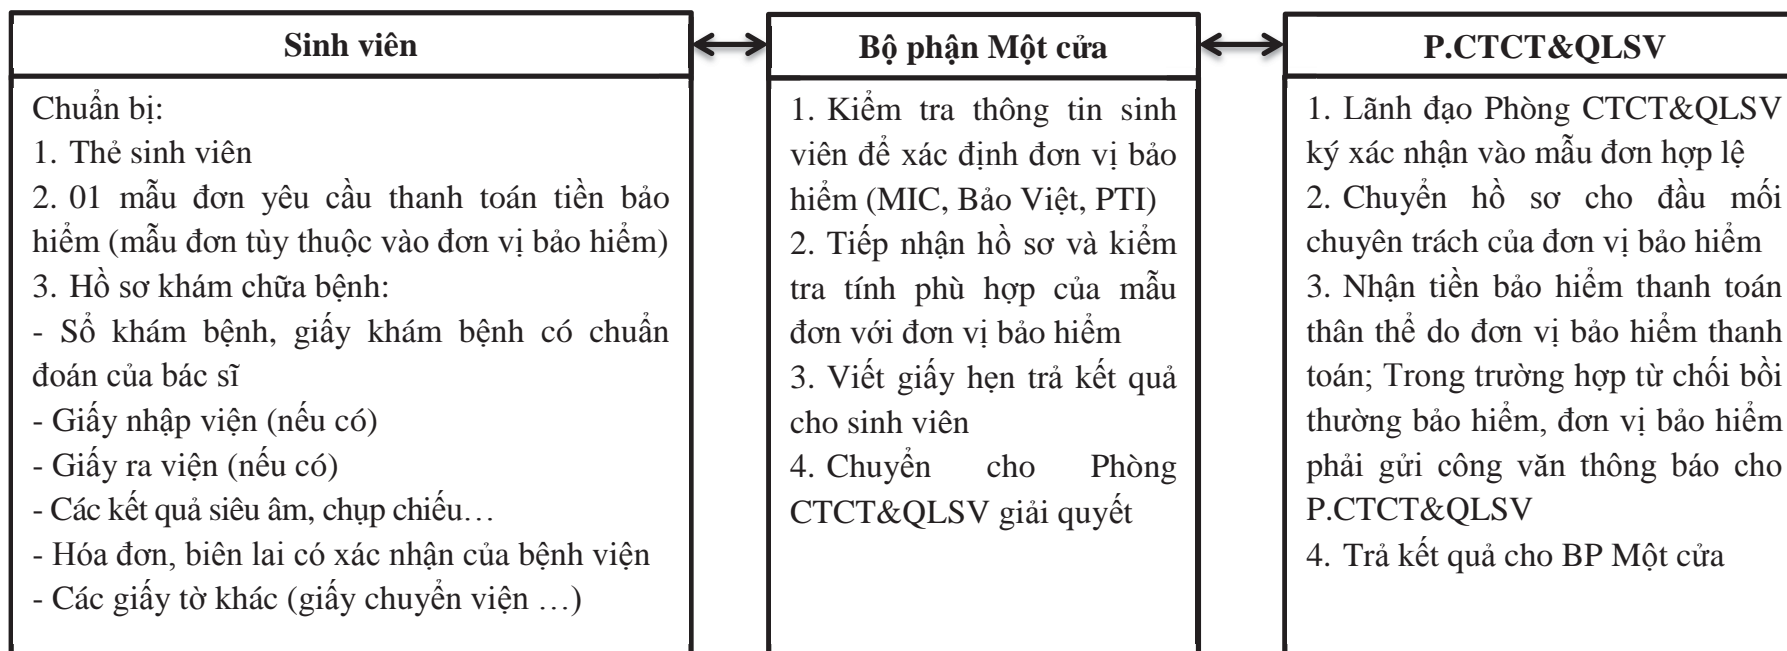 Sinh viên
Chuẩn bị:
1. Thẻ sinh viên
2. 01 mẫu đơn yêu cầu thanh toán tiền bảo
hiểm (mẫu đơn tùy thuộc vào đơn vị bảo hiểm)
3. Hồ sơ khám chữa bệnh:
- Sổ khám bệnh, giấy khám bệnh có chuẩn
đoán của bác sĩ
- Giấy nhập viện (nếu có)
- Giấy ra viện (nếu có)
- Các kết quả siêu âm, chụp chiếu…
- Hóa đơn, biên lai có xác nhận của bệnh viện
- Các giấy tờ khác (giấy chuyển viện …)
Bộ phận Một cửa
1. Kiểm tra thông tin sinh
viên để xác định đơn vị bảo
hiểm (MIC, Bảo Việt, PTI)
2. Tiếp nhận hồ sơ và kiểm
tra tính phù hợp của mẫu
đơn với đơn vị bảo hiểm
3. Viết giấy hẹn trả kết quả
cho sinh viên
4. Chuyển cho Phòng
CTCT&QLSV giải quyết
P.CTCT&QLSV
1. Lãnh đạo Phòng CTCT&QLSV
ký xác nhận vào mẫu đơn hợp lệ
2. Chuyển hồ sơ cho đầu mối
chuyên trách của đơn vị bảo hiểm
3. Nhận tiền bảo hiểm thanh toán
thân thể do đơn vị bảo hiểm thanh
toán; Trong trường hợp từ chối bồi
thường bảo hiểm, đơn vị bảo hiểm
phải gửi công văn thông báo cho
P.CTCT&QLSV
4. Trả kết quả cho BP Một cửa